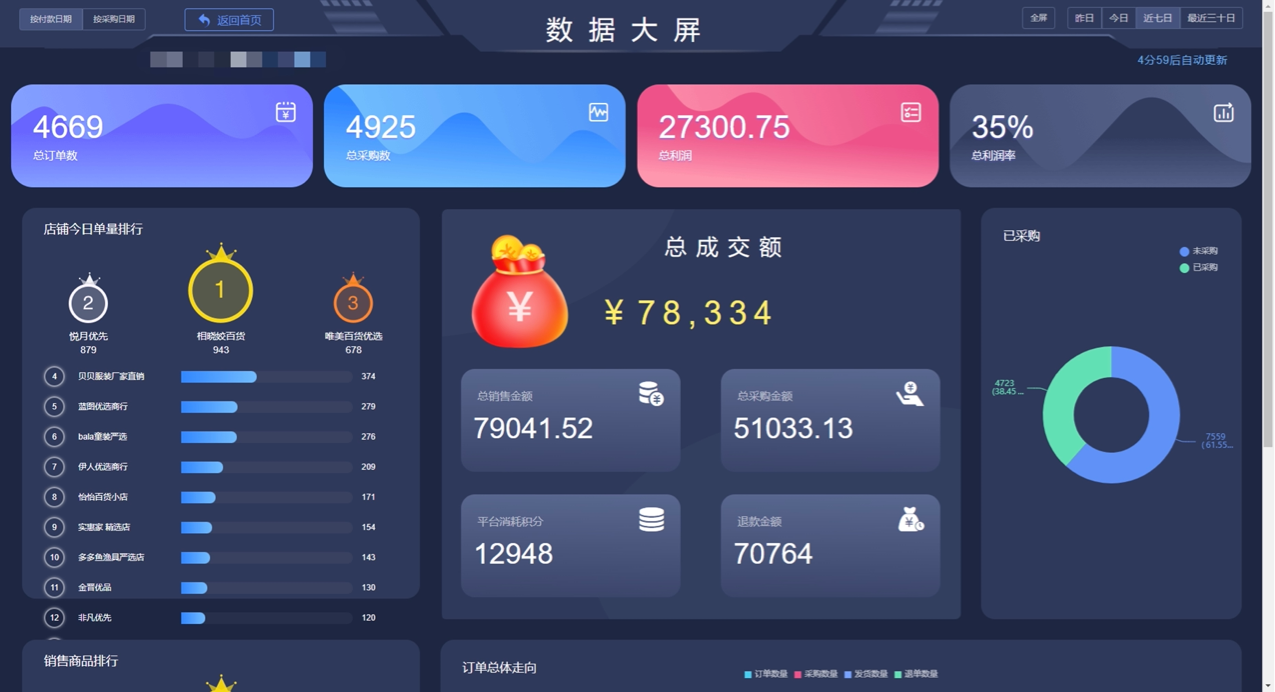 按付款日期 按采购日期 返回首页 数据大屏 全屏 昨日 今日 近七日 最近三十日
4分59后自动更新
4669
总订单数
4925
总采购数
27300.75
总利润
35%
总利润率
店铺今日单量排行
2
悦月优先
879
1
相晓姣百货
943
3
唯美百货优选
678
4 贝贝服装厂家直销 374
5 蓝图优选商行 279
6 bala童装严选 276
7 伊人优选商行 209
8 怡怡百货小店 171
9 实惠家 精选店 154
10 多多鱼渔具严选店 143
11 金晋优品 130
12 非凡优先 120
总成交额
¥78,334
总销售金额
79041.52
总采购金额
51033.13
平台消耗积分
12948
退款金额
70764
已采购
未采购
已采购
4723
(38.45 ...
7559
(61.55...
销售商品排行
订单总体走向
订单数量 采购数量 发货数量 退单数量